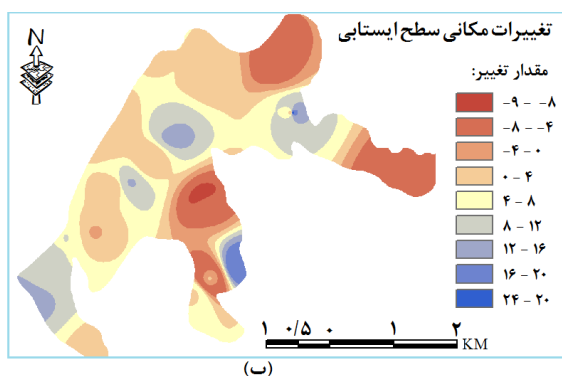 تغییرات مکانی سطح ایستابی
N
مقدار تغییر:
-۹ - -۸
-۸ - -۴
-۴ - ۰
۰ - ۴
۴ - ۸
۸ - ۱۲
۱۲ - ۱۶
۱۶ - ۲۰
۲۴ - ۲۰
۱ ۰/۵ ۰ ۱ ۲
KM
(ب)